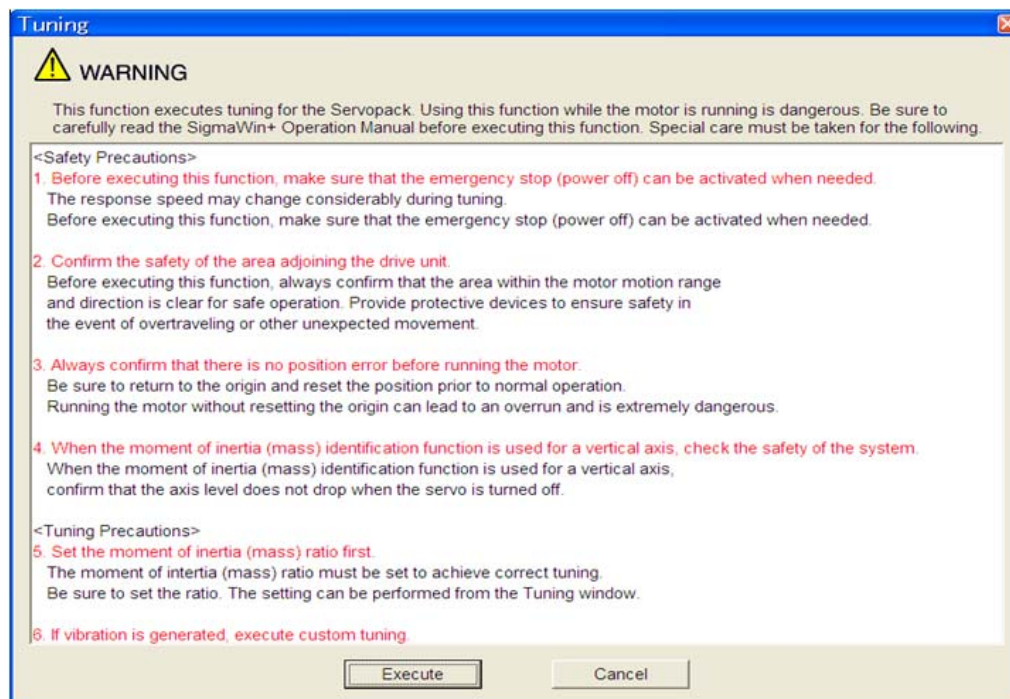 Tuning
WARNING
This function executes tuning for the Servopack. Using this function while the motor is running is dangerous. Be sure to
carefully read the SigmaWin+ Operation Manual before executing this function. Special care must be taken for the following.
<Safety Precautions>
1. Before executing this function, make sure that the emergency stop (power off) can be activated when needed.
The response speed may change considerably during tuning.
Before executing this function, make sure that the emergency stop (power off) can be activated when needed.
2. Confirm the safety of the area adjoining the drive unit.
Before executing this function, always confirm that the area within the motor motion range
and direction is clear for safe operation. Provide protective devices to ensure safety in
the event of overtraveling or other unexpected movement.
3. Always confirm that there is no position error before running the motor.
Be sure to return to the origin and reset the position prior to normal operation.
Running the motor without resetting the origin can lead to an overrun and is extremely dangerous.
4. When the moment of inertia (mass) identification function is used for a vertical axis, check the safety of the system.
When the moment of inertia (mass) identification function is used for a vertical axis,
confirm that the axis level does not drop when the servo is turned off.
<Tuning Precautions>
5. Set the moment of inertia (mass) ratio first.
The moment of intertia (mass) ratio must be set to achieve correct tuning.
Be sure to set the ratio. The setting can be performed from the Tuning window.
6. If vibration is generated, execute custom tuning.
Execute
Cancel